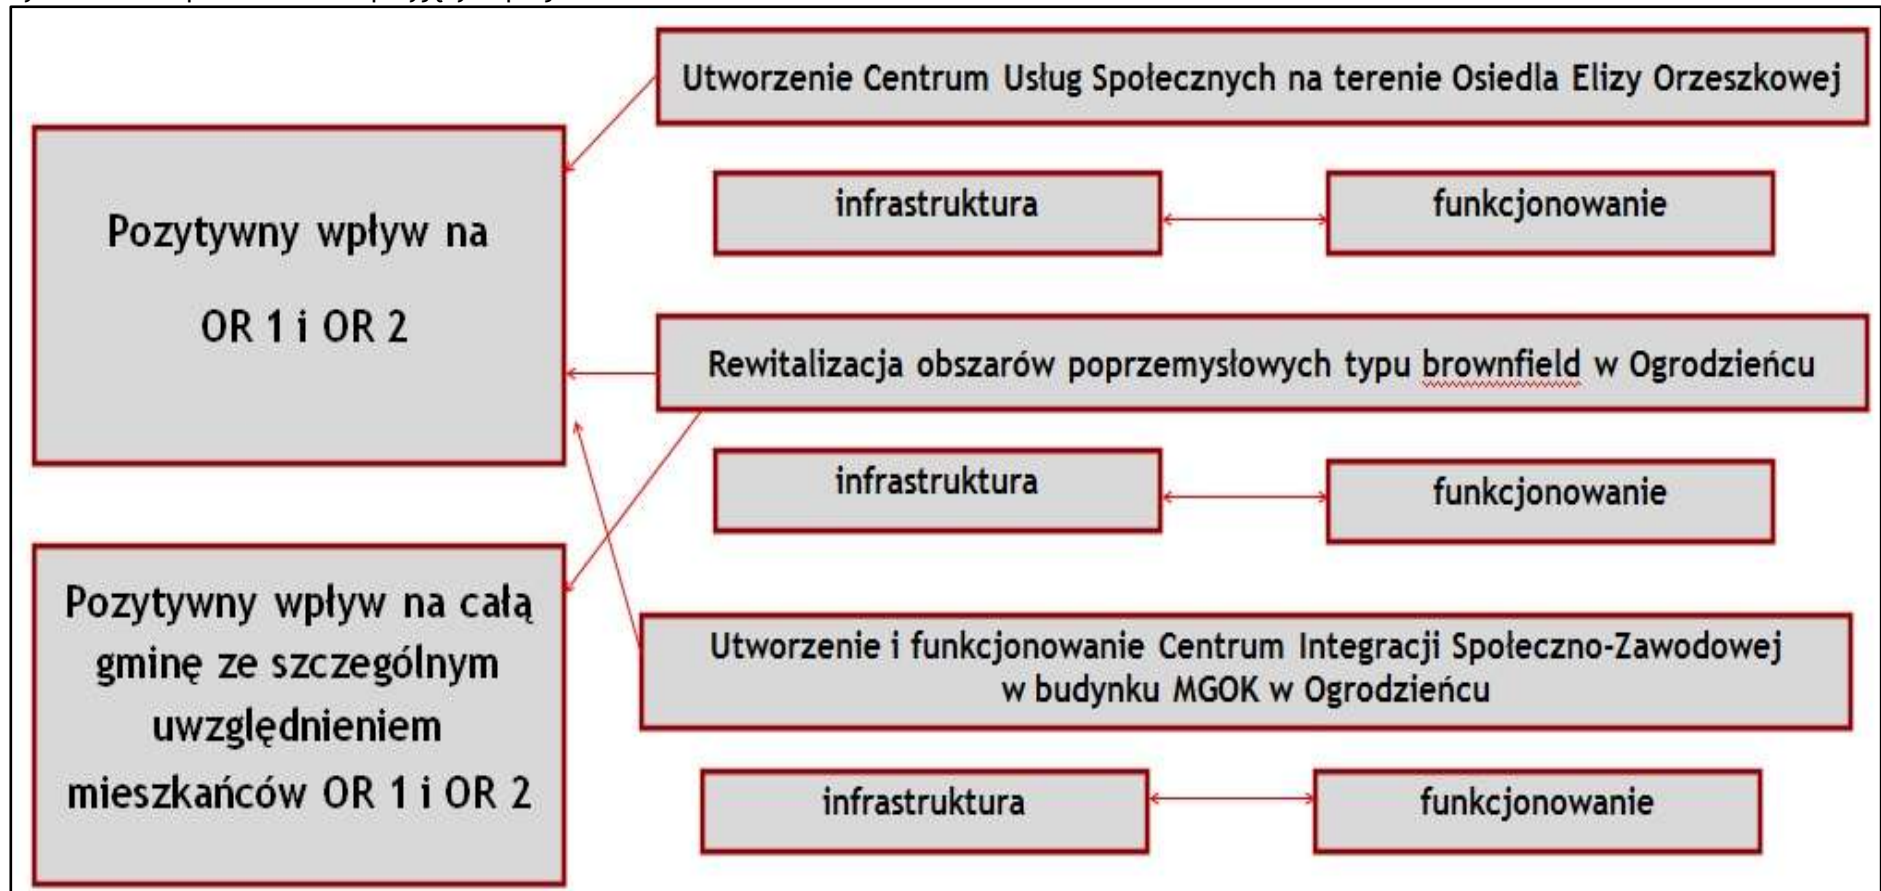 Utworzenie Centrum Usług Społecznych na terenie Osiedla Elizy Orzeszkowej
Pozytywny wpływ na
OR 1 i OR 2
infrastruktura
funkcjonowanie
Rewitalizacja obszarów poprzemysłowych typu brownfield w Ogrodzieńcu
infrastruktura
funkcjonowanie
Pozytywny wpływ na całą
gminę ze szczególnym
uwzględnieniem
mieszkańców OR 1 i OR 2
Utworzenie i funkcjonowanie Centrum Integracji Społeczno-Zawodowej
w budynku MGOK w Ogrodzieńcu
infrastruktura
funkcjonowanie